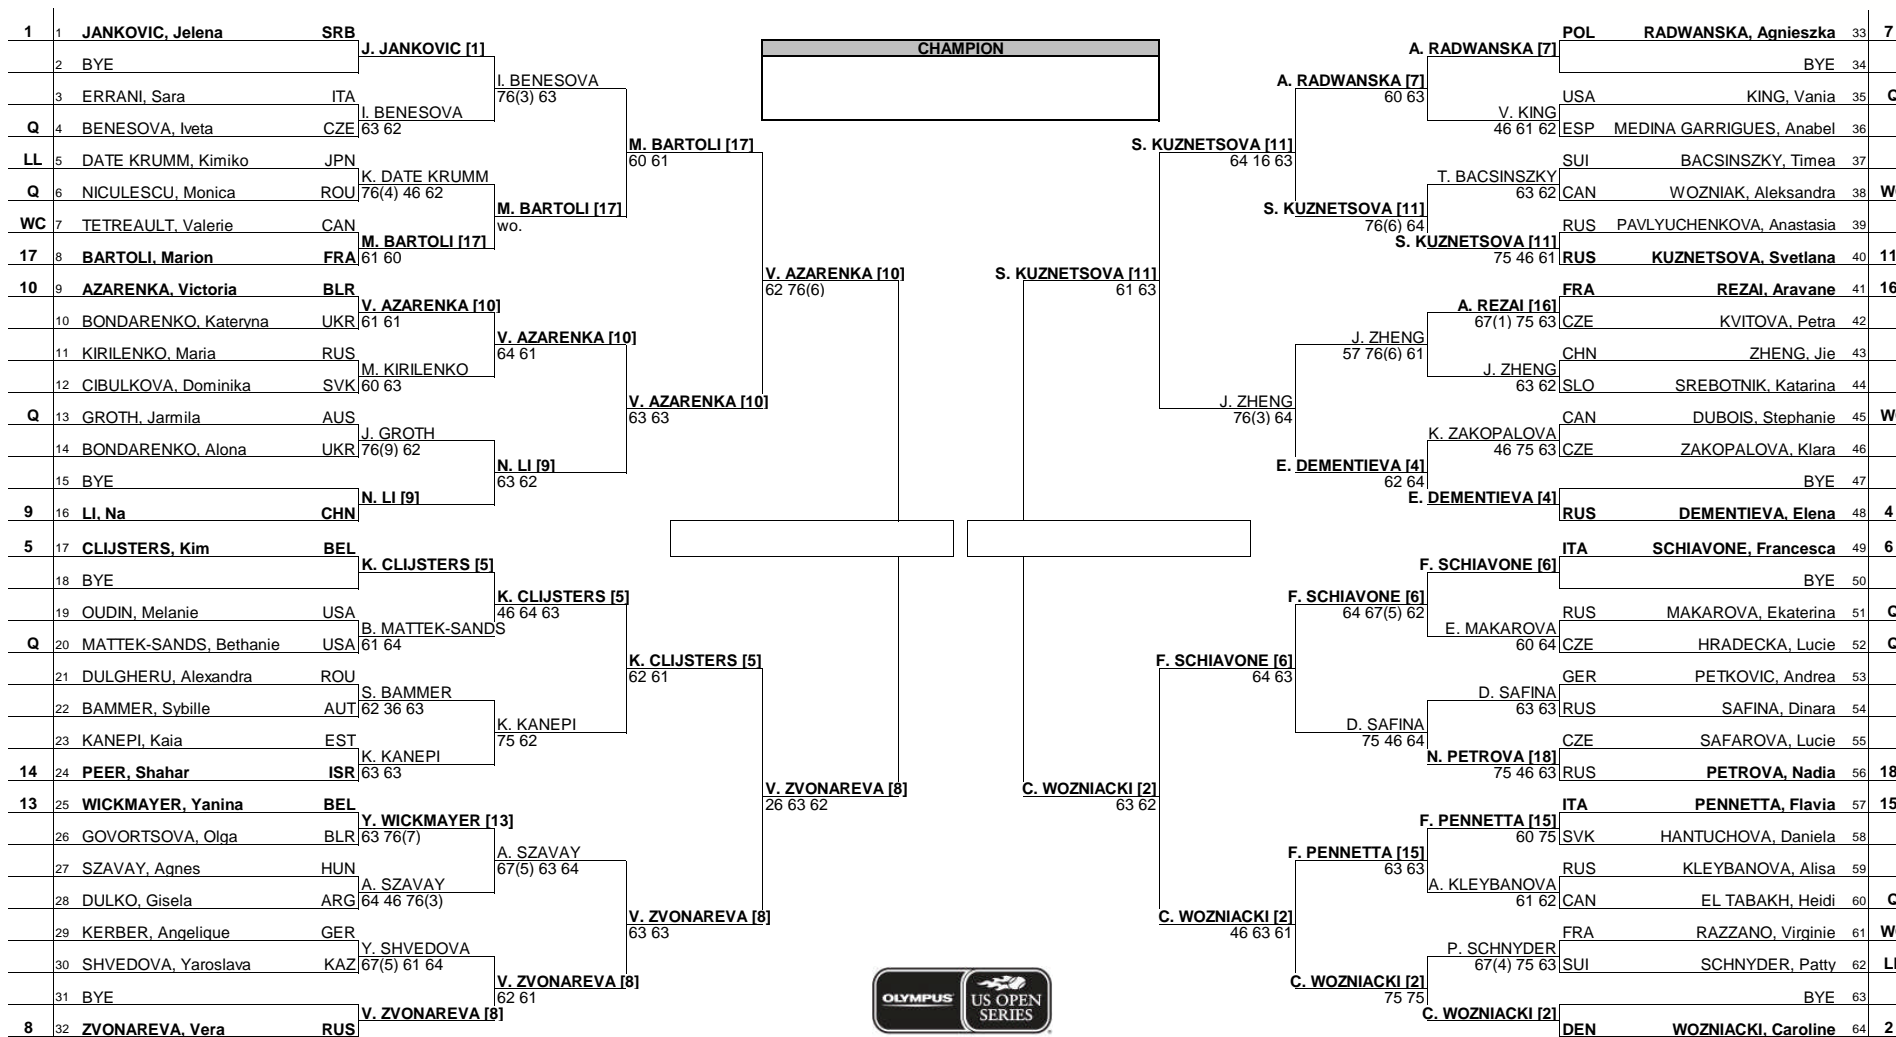 1 1 JANKOVIC, Jelena SRB
2 BYE
3 ERRANI, Sara ITA
Q 4 BENESOVA, Iveta CZE
LL 5 DATE KRUMM, Kimiko JPN
Q 6 NICULESCU, Monica ROU
WC 7 TETREAULT, Valerie CAN
17 8 BARTOLI, Marion FRA
10 9 AZARENKA, Victoria BLR
10 BONDARENKO, Kateryna UKR
11 KIRILENKO, Maria RUS
12 CIBULKOVA, Dominika SVK
Q 13 GROTH, Jarmila AUS
14 BONDARENKO, Alona UKR
15 BYE
9 16 LI, Na CHN
5 17 CLIJSTERS, Kim BEL
18 BYE
19 OUDIN, Melanie USA
Q 20 MATTEK-SANDS, Bethanie USA
21 DULGHERU, Alexandra ROU
22 BAMMER, Sybille AUT
23 KANEPI, Kaia EST
14 24 PEER, Shahar ISR
13 25 WICKMAYER, Yanina BEL
26 GOVORTSOVA, Olga BLR
27 SZAVAY, Agnes HUN
28 DULKO, Gisela ARG
29 KERBER, Angelique GER
30 SHVEDOVA, Yaroslava KAZ
31 BYE
8 32 ZVONAREVA, Vera RUS
J. JANKOVIC [1]
I. BENESOVA
63 62
K. DATE KRUMM
76(4) 46 62
M. BARTOLI [17]
61 60
V. AZARENKA [10]
61 61
M. KIRILENKO
60 63
J. GROTH
76(9) 62
N. LI [9]
K. CLIJSTERS [5]
B. MATTEK-SANDS
61 64
S. BAMMER
62 36 63
K. KANEPI
63 63
Y. WICKMAYER [13]
63 76(7)
A. SZAVAY
64 46 76(3)
Y. SHVEDOVA
67(5) 61 64
V. ZVONAREVA [8]
I. BENESOVA
76(3) 63
M. BARTOLI [17]
wo.
V. AZARENKA [10]
64 61
N. LI [9]
63 62
K. CLIJSTERS [5]
46 64 63
K. KANEPI
75 62
A. SZAVAY
67(5) 63 64
V. ZVONAREVA [8]
62 61
M. BARTOLI [17]
60 61
V. AZARENKA [10]
63 63
K. CLIJSTERS [5]
62 61
V. ZVONAREVA [8]
63 63
V. AZARENKA [10]
62 76(6)
V. ZVONAREVA [8]
26 63 62
CHAMPION
OLYMPUS
US OPEN
SERIES
S. KUZNETSOVA [11]
61 63
C. WOZNIACKI [2]
63 62
S. KUZNETSOVA [11]
64 16 63
J. ZHENG
76(3) 64
F. SCHIAVONE [6]
64 63
C. WOZNIACKI [2]
46 63 61
A. RADWANSKA [7]
60 63
S. KUZNETSOVA [11]
76(6) 64
J. ZHENG
57 76(6) 61
E. DEMENTIEVA [4]
62 64
F. SCHIAVONE [6]
64 67(5) 62
D. SAFINA
75 46 64
F. PENNETTA [15]
63 63
C. WOZNIACKI [2]
75 75
A. RADWANSKA [7]
V. KING
46 61 62
T. BACSINSZKY
63 62
S. KUZNETSOVA [11]
75 46 61
A. REZAI [16]
67(1) 75 63
J. ZHENG
63 62
K. ZAKOPALOVA
46 75 63
E. DEMENTIEVA [4]
F. SCHIAVONE [6]
E. MAKAROVA
60 64
D. SAFINA
63 63
N. PETROVA [18]
75 46 63
F. PENNETTA [15]
60 75
A. KLEYBANOVA
61 62
P. SCHNYDER
67(4) 75 63
C. WOZNIACKI [2]
POL RADWANSKA, Agnieszka 33 7
BYE 34
USA KING, Vania 35 Q
ESP MEDINA GARRIGUES, Anabel 36
SUI BACSINSZKY, Timea 37
CAN WOZNIAK, Aleksandra 38 WC
RUS PAVLYUCHENKOVA, Anastasia 39
RUS KUZNETSOVA, Svetlana 40 11
FRA REZAI, Aravane 41 16
CZE KVITOVA, Petra 42
CHN ZHENG, Jie 43
SLO SREBOTNIK, Katarina 44
CAN DUBOIS, Stephanie 45 WC
CZE ZAKOPALOVA, Klara 46
BYE 47
RUS DEMENTIEVA, Elena 48 4
ITA SCHIAVONE, Francesca 49 6
BYE 50
RUS MAKAROVA, Ekaterina 51 Q
CZE HRADECKA, Lucie 52 Q
GER PETKOVIC, Andrea 53
RUS SAFINA, Dinara 54
CZE SAFAROVA, Lucie 55
RUS PETROVA, Nadia 56 18
ITA PENNETTA, Flavia 57 15
SVK HANTUCHOVA, Daniela 58
RUS KLEYBANOVA, Alisa 59
CAN EL TABAKH, Heidi 60 Q
FRA RAZZANO, Virginie 61 WC
SUI SCHNYDER, Patty 62 LL
BYE 63
DEN WOZNIACKI, Caroline 64 2